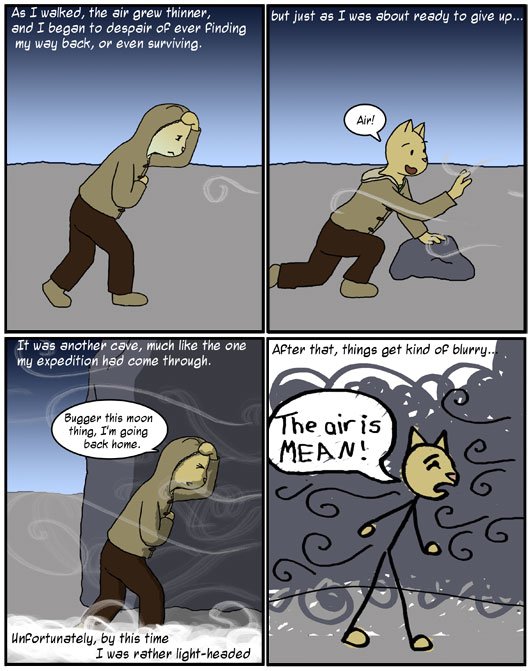 As I walked, the air grew thinner,
and I began to despair of ever finding
my way back, or even surviving.
but just as I was about ready to give up...
Air!
It was another cave, much like the one
my expedition had come through.
Bugger this moon
thing, I'm going
back home.
Unfortunately, by this time
I was rather light-headed
After that, things get kind of blurry...
The air is
MEAN!